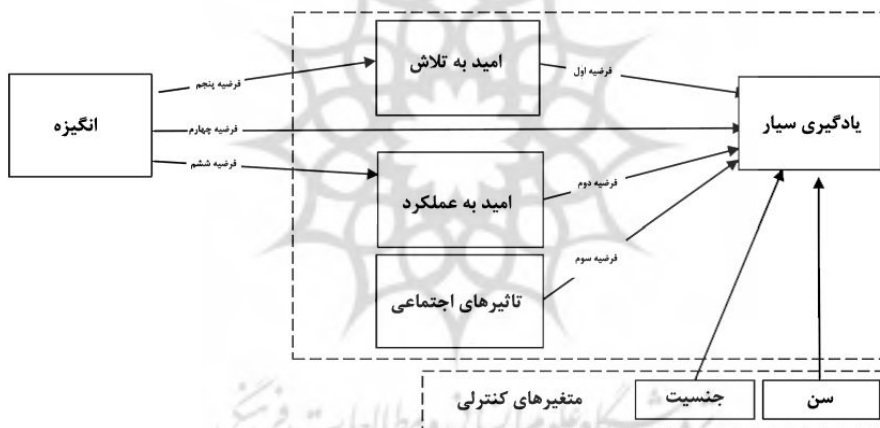 امید به تلاش
فرضیه پنجم
فرضیه اول
انگیزه
فرضیه چهارم
یادگیری سیار
فرضیه ششم
امید به عملکرد
فرضیه دوم
فرضیه سوم
تاثیرهای اجتماعی
متغیرهای کنترلی
جنسیت
سن